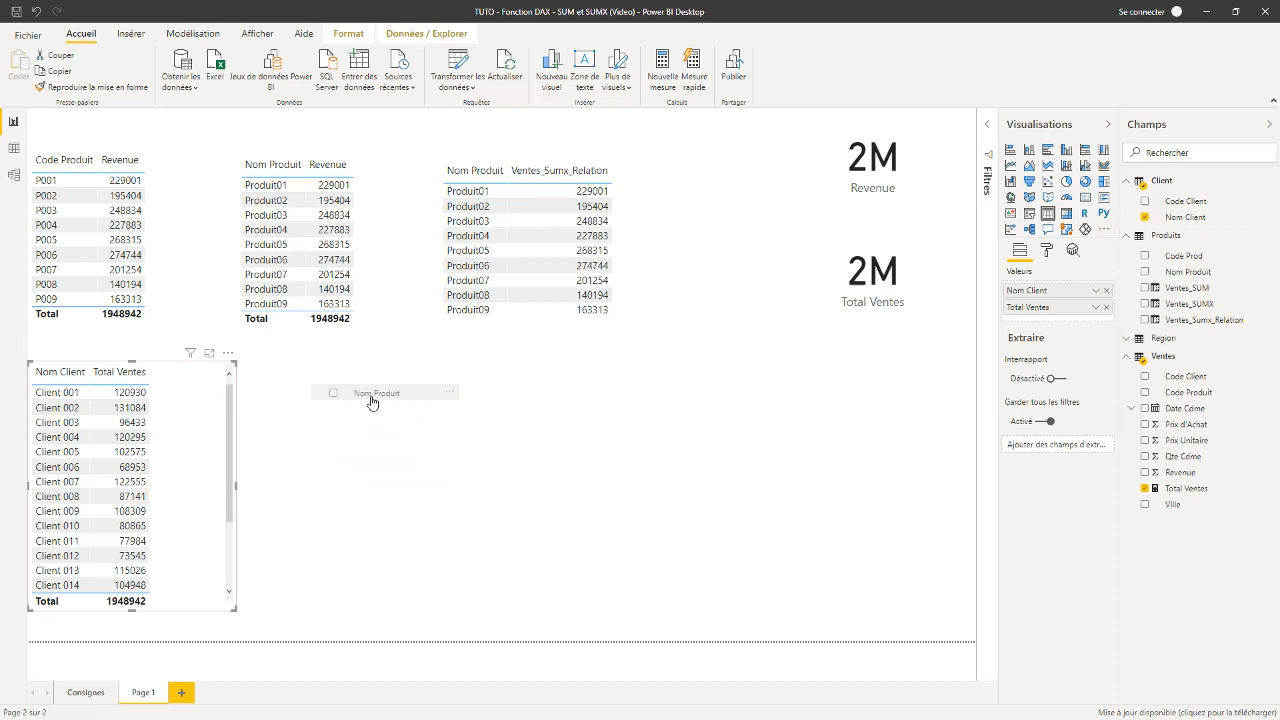 TUTO - Fonction DAX - SUM et SUMX (Video) - Power BI Desktop
Se connecter
Fichier Accueil Insérer Modélisation Afficher Aide Format Données / Explorer
Coller
Couper
Copier
Reproduire la mise en forme
Presse-papiers
Obtenir les données
Excel
Jeux de données Power BI
SQL Server
Entrer des données
Sources récentes
Données
Transformer les données
Actualiser
Requêtes
Nouveau visuel
Zone de texte
Plus de visuels
Insérer
Nouvelle mesure
Mesure rapide
Calculs
Publier
Partager
Code Produit Revenue
P001 229001
P002 195404
P003 248834
P004 227883
P005 268315
P006 274744
P007 201254
P008 140194
P009 163313
Total 1948942
Nom Produit Revenue
Produit01 229001
Produit02 195404
Produit03 248834
Produit04 227883
Produit05 268315
Produit06 274744
Produit07 201254
Produit08 140194
Produit09 163313
Total 1948942
Nom Produit Ventes_Sumx_Relation
Produit01 229001
Produit02 195404
Produit03 248834
Produit04 227883
Produit05 268315
Produit06 274744
Produit07 201254
Produit08 140194
Produit09 163313
2M
Revenue
2M
Total Ventes
Nom Client Total Ventes
Client 001 120930
Client 002 131084
Client 003 96433
Client 004 120295
Client 005 102575
Client 006 68953
Client 007 122555
Client 008 87141
Client 009 108309
Client 010 80865
Client 011 77984
Client 012 73545
Client 013 115026
Client 014 104948
Total 1948942
Nom Produit
Filtres
Visualisations
R Py
Valeurs
Nom Client
Total Ventes
Extraire
Interrapport
Désactivé
Garder tous les filtres
Activé
Ajouter des champs d'extr...
Champs
Rechercher
Client
Code Client
Nom Client
Produits
Code Prod
Nom Produit
Ventes_SUM
Ventes_SUMX
Ventes_Sumx_Relation
Region
Ventes
Code Client
Code Produit
Date Cdme
Prix d'Achat
Prix Unitaire
Qte Cdme
Revenue
Total Ventes
Ville
Consignes Page 1
Page 2 sur 2
Mise à jour disponible (cliquez pour la télécharger)